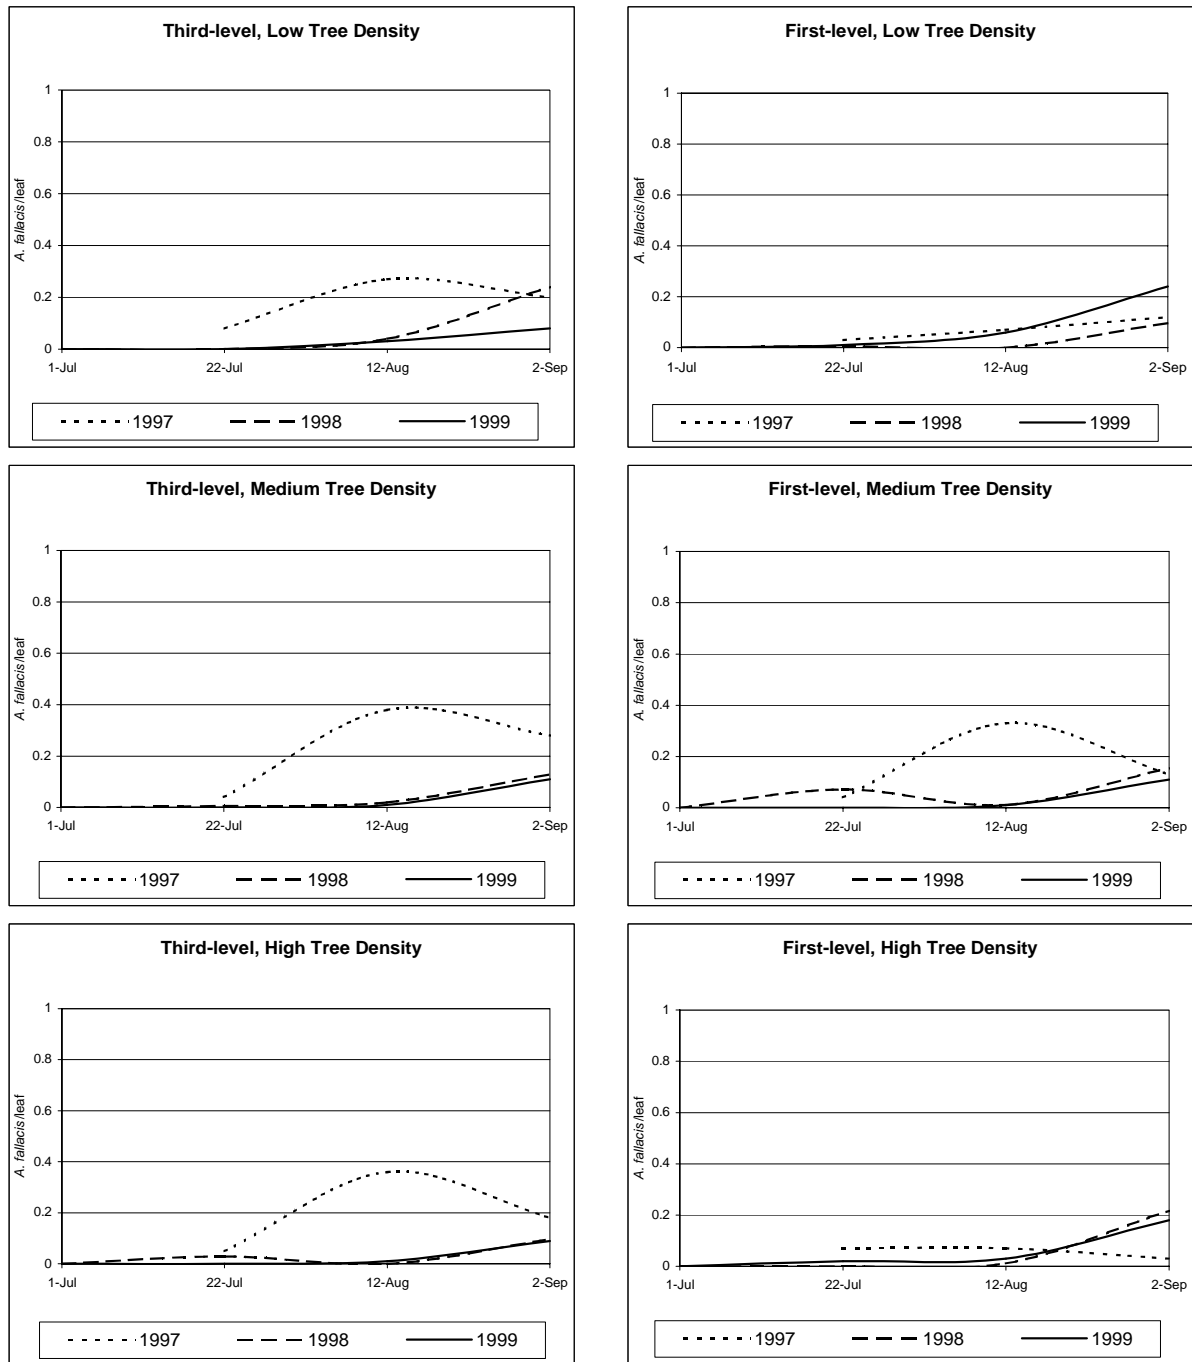 Third-level, Low Tree Density
1
0.8
0.6
0.4
0.2
0
A. fallacis/leaf
1-Jul 22-Jul 12-Aug 2-Sep
1997 1998 1999
First-level, Low Tree Density
1
0.8
0.6
0.4
0.2
0
A. fallacis/leaf
1-Jul 22-Jul 12-Aug 2-Sep
1997 1998 1999
Third-level, Medium Tree Density
1
0.8
0.6
0.4
0.2
0
A. fallacis/leaf
1-Jul 22-Jul 12-Aug 2-Sep
1997 1998 1999
First-level, Medium Tree Density
1
0.8
0.6
0.4
0.2
0
A. fallacis/leaf
1-Jul 22-Jul 12-Aug 2-Sep
1997 1998 1999
Third-level, High Tree Density
1
0.8
0.6
0.4
0.2
0
A. fallacis/leaf
1-Jul 22-Jul 12-Aug 2-Sep
1997 1998 1999
First-level, High Tree Density
1
0.8
0.6
0.4
0.2
0
A. fallacis/leaf
1-Jul 22-Jul 12-Aug 2-Sep
1997 1998 1999